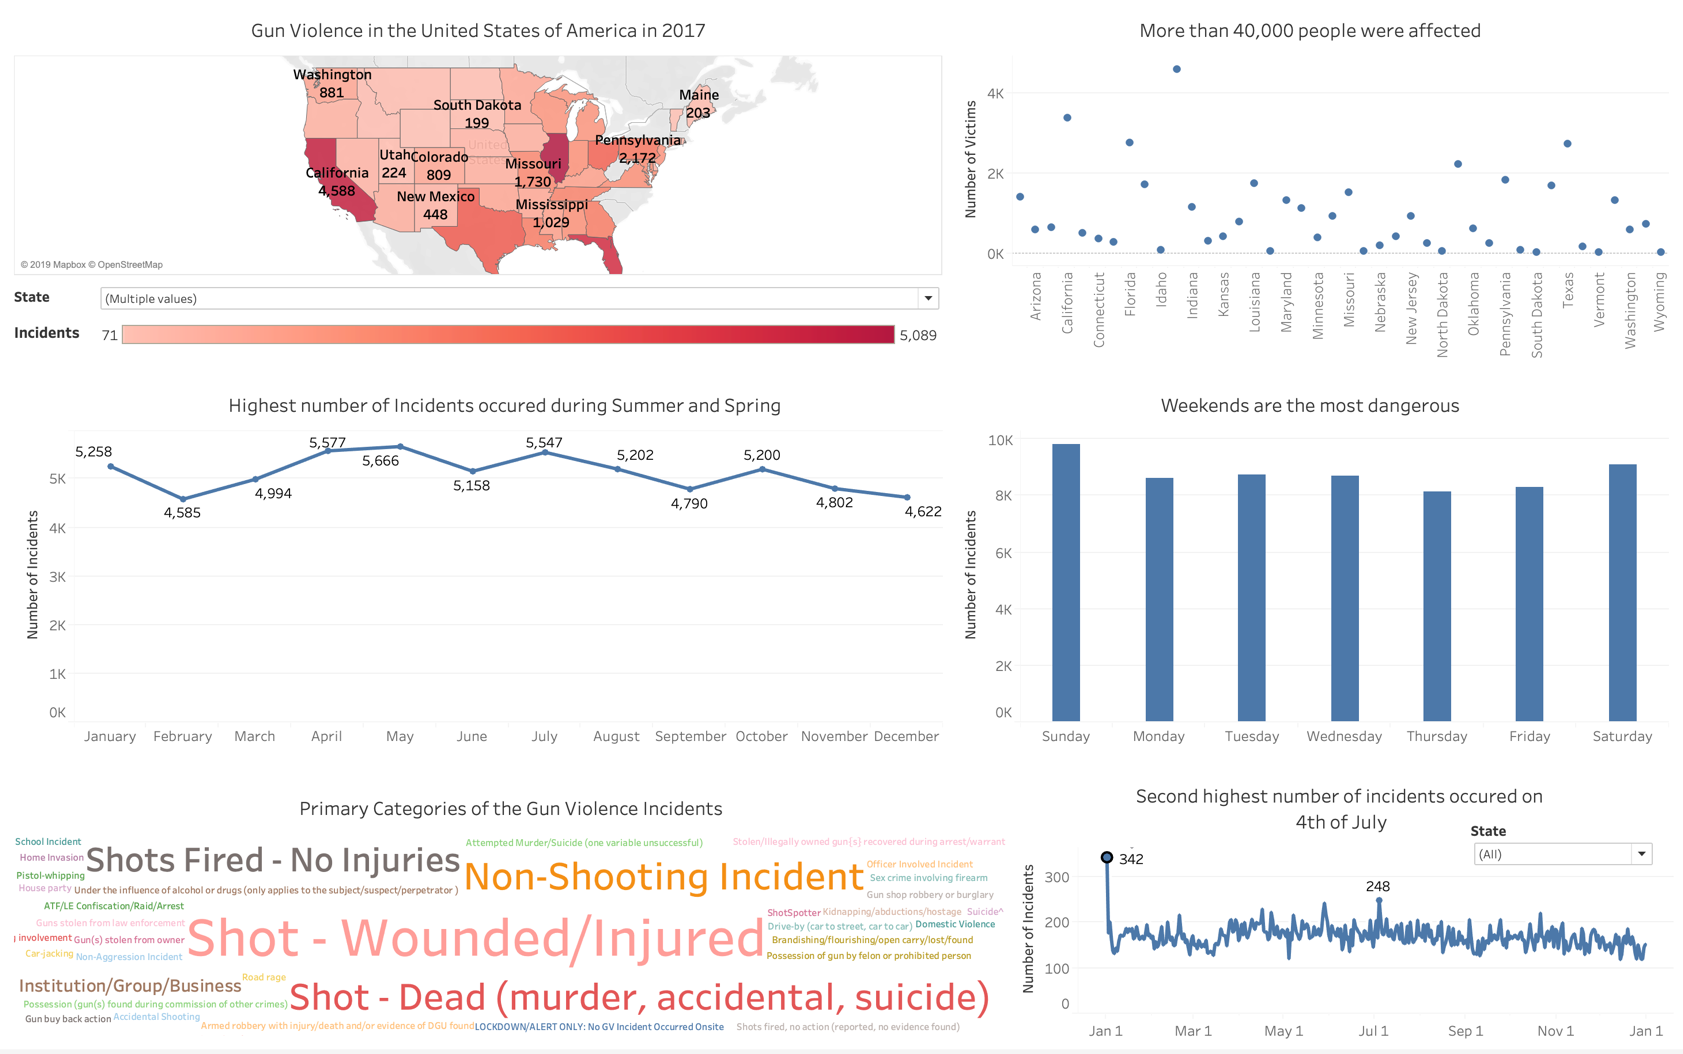 Gun Violence in the United States of America in 2017
Washington
881
South Dakota
199
Maine
203
Pennsylvania
2,172
United
States
Utah
224
Colorado
809
Missouri
1,730
California
4,588
New Mexico
448
Mississippi
1,029
© 2019 Mapbox © OpenStreetMap
State
(Multiple values)
Incidents
71
5,089
More than 40,000 people were affected
Number of Victims
4K
2K
0K
Arizona
California
Connecticut
Florida
Idaho
Indiana
Kansas
Louisiana
Maryland
Minnesota
Missouri
Nebraska
New Jersey
North Dakota
Oklahoma
Pennsylvania
South Dakota
Texas
Vermont
Washington
Wyoming
Highest number of Incidents occured during Summer and Spring
Number of Incidents
5K
4K
3K
2K
1K
0K
5,258
4,585
4,994
5,577
5,666
5,158
5,547
5,202
4,790
5,200
4,802
4,622
January
February
March
April
May
June
July
August
September
October
November
December
Weekends are the most dangerous
Number of Incidents
10K
8K
6K
4K
2K
0K
Sunday
Monday
Tuesday
Wednesday
Thursday
Friday
Saturday
Primary Categories of the Gun Violence Incidents
School Incident
Home Invasion
Pistol-whipping
House party
Shots Fired - No Injuries
Attempted Murder/Suicide (one variable unsuccessful)
Stolen/Illegally owned gun{s} recovered during arrest/warrant
Non-Shooting Incident
Officer Involved Incident
Sex crime involving firearm
Gun shop robbery or burglary
Under the influence of alcohol or drugs (only applies to the subject/suspect/perpetrator )
ATF/LE Confiscation/Raid/Arrest
Guns stolen from law enforcement
involvement
Gun(s) stolen from owner
Car-jacking
Non-Agression Incident
Shot - Wounded/Injured
ShotSpotter
Kidnapping/abductions/hostage
Suicide^
Drive-by (car to street, car to car)
Domestic Violence
Brandishing/flourishing/open carry/lost/found
Possession of gun by felon or prohibited person
Institution/Group/Business
Road rage
Possession (gun(s) found during commission of other crimes)
Gun buy back action
Accidental Shooting
Shot - Dead (murder, accidental, suicide)
Armed robbery with injury/death and/or evidence of DGU found
LOCKDOWN/ALERT ONLY: No GV Incident Occurred Onsite
Shots fired, no action (reported, no evidence found)
Second highest number of incidents occured on
4th of July
State
(All)
Number of Incidents
300
200
100
0
342
248
Jan 1
Mar 1
May 1
Jul 1
Sep 1
Nov 1
Jan 1